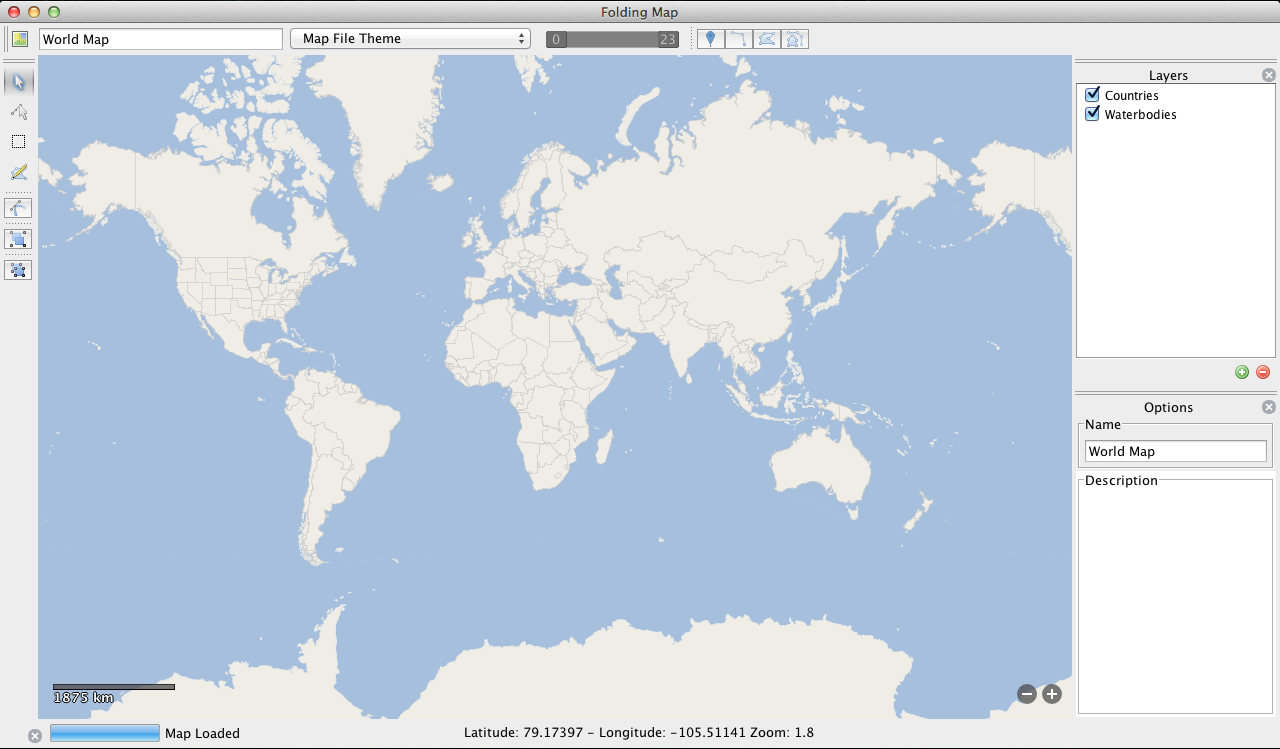 Folding Map
World Map
Map File Theme
0 23
Layers
Countries
Waterbodies
Options
Name
World Map
Description
1875 km
Map Loaded
Latitude: 79.17397 - Longitude: -105.51141 Zoom: 1.8